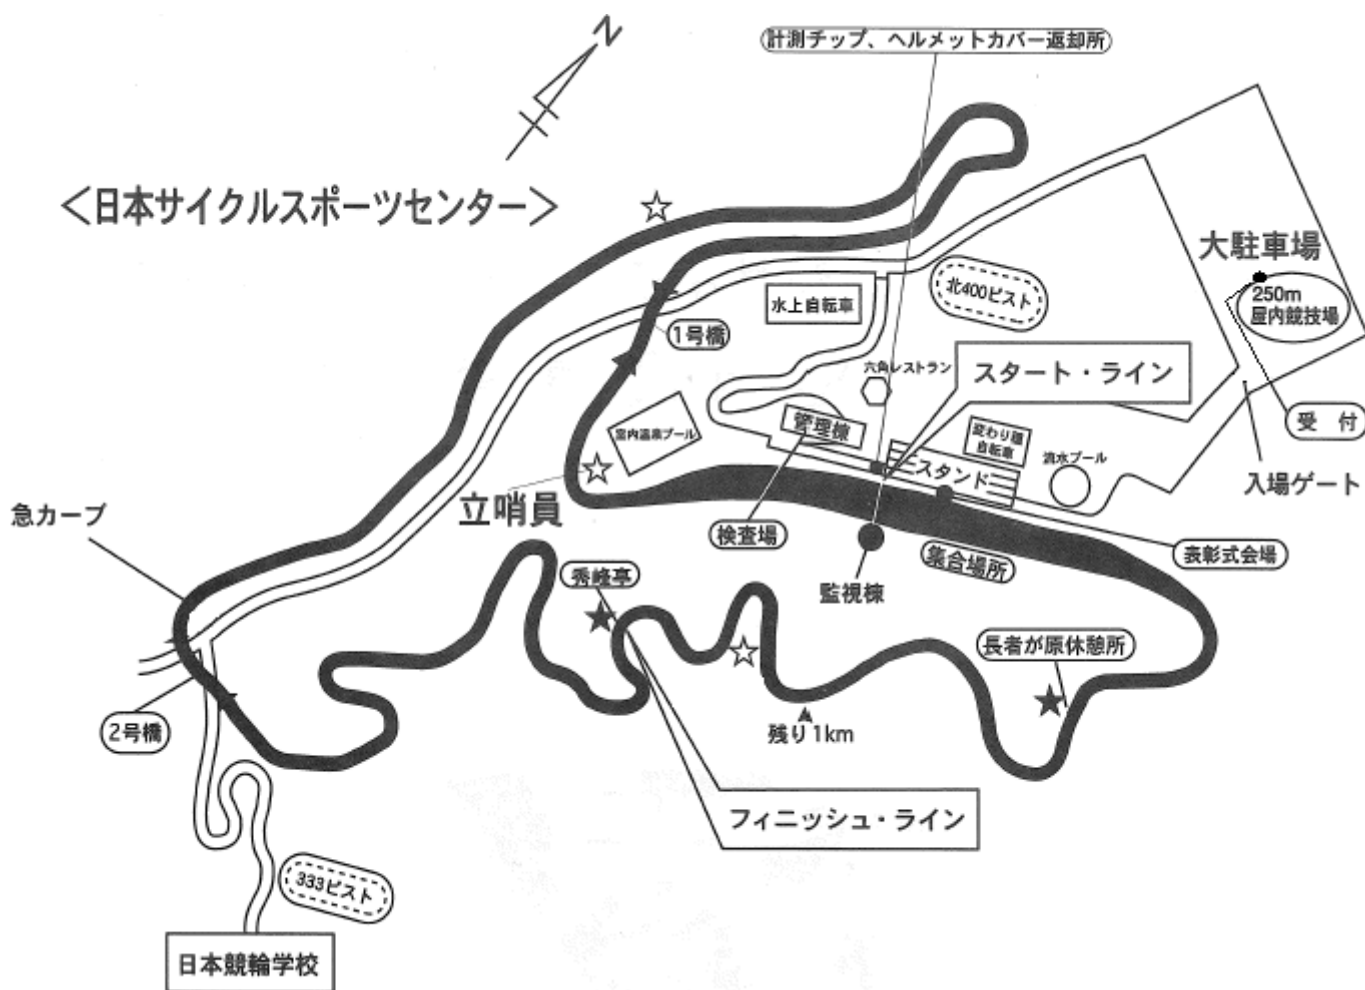 N
計測チップ、ヘルメットカバー返却所
＜日本サイクルスポーツセンター＞
大駐車場
250m
屋内競技場
北400ピスト
水上自転車
1号橋
六角レストラン
スタート・ライン
受 付
管理棟
変わり種
自転車
室内温泉プール
スタンド
流水プール
入場ゲート
立哨員
急カーブ
検査場
集合場所
表彰式会場
秀峰亭
監視棟
長者が原休憩所
2号橋
残り1km
フィニッシュ・ライン
333ピスト
日本競輪学校